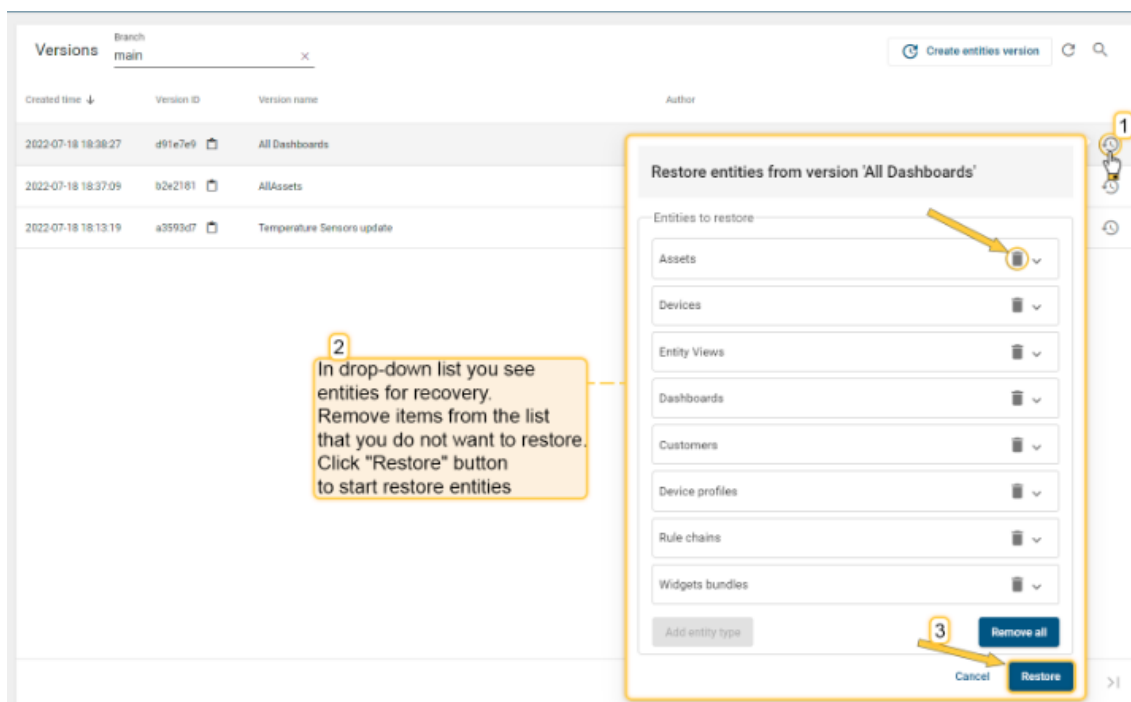 Branch
Versions main ×
Create entities version
Created time Version ID Version name Author
1
2022-07-18 18:38:27 d91e7e9 All Dashboards
2022-07-18 18:37:09 b2e2181 AllAssets
2022-07-18 18:13:19 a3593d7 Temperature Sensors update
Restore entities from version 'All Dashboards'
Entities to restore
Assets
Devices
Entity Views
Dashboards
Customers
Device profiles
Rule chains
Widgets bundles
Add entity type
Remove all
3
Cancel
Restore
2
In drop-down list you see
entities for recovery.
Remove items from the list
that you do not want to restore.
Click "Restore" button
to start restore entities